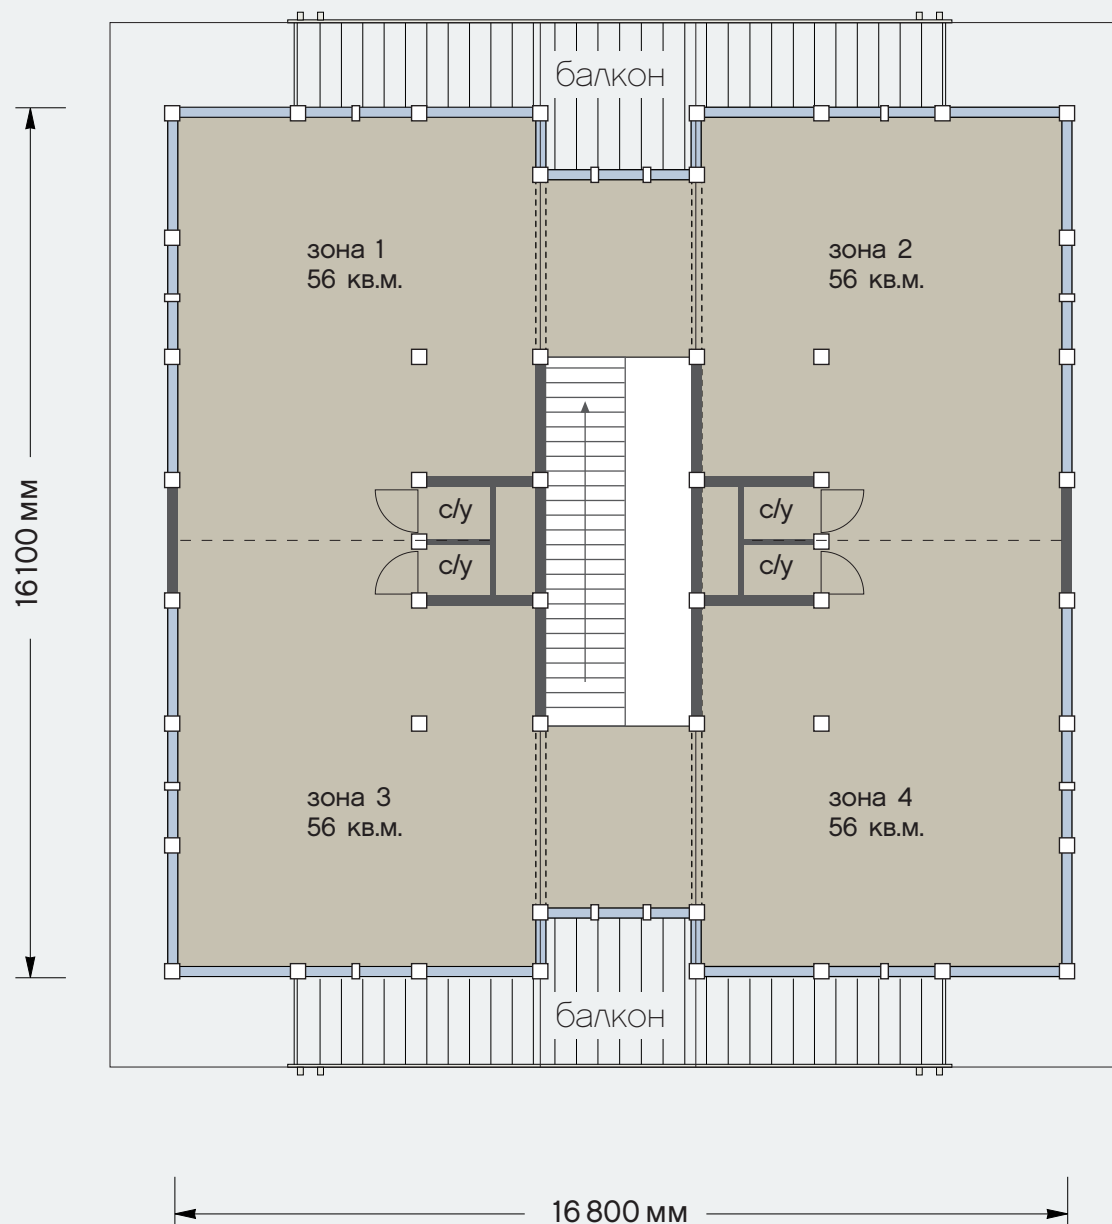 балкон
зона 1
56 кв.м.
зона 2
56 кв.м.
с/у
с/у
с/у
с/у
16100 мм
зона 3
56 кв.м.
зона 4
56 кв.м.
балкон
16 800 мм